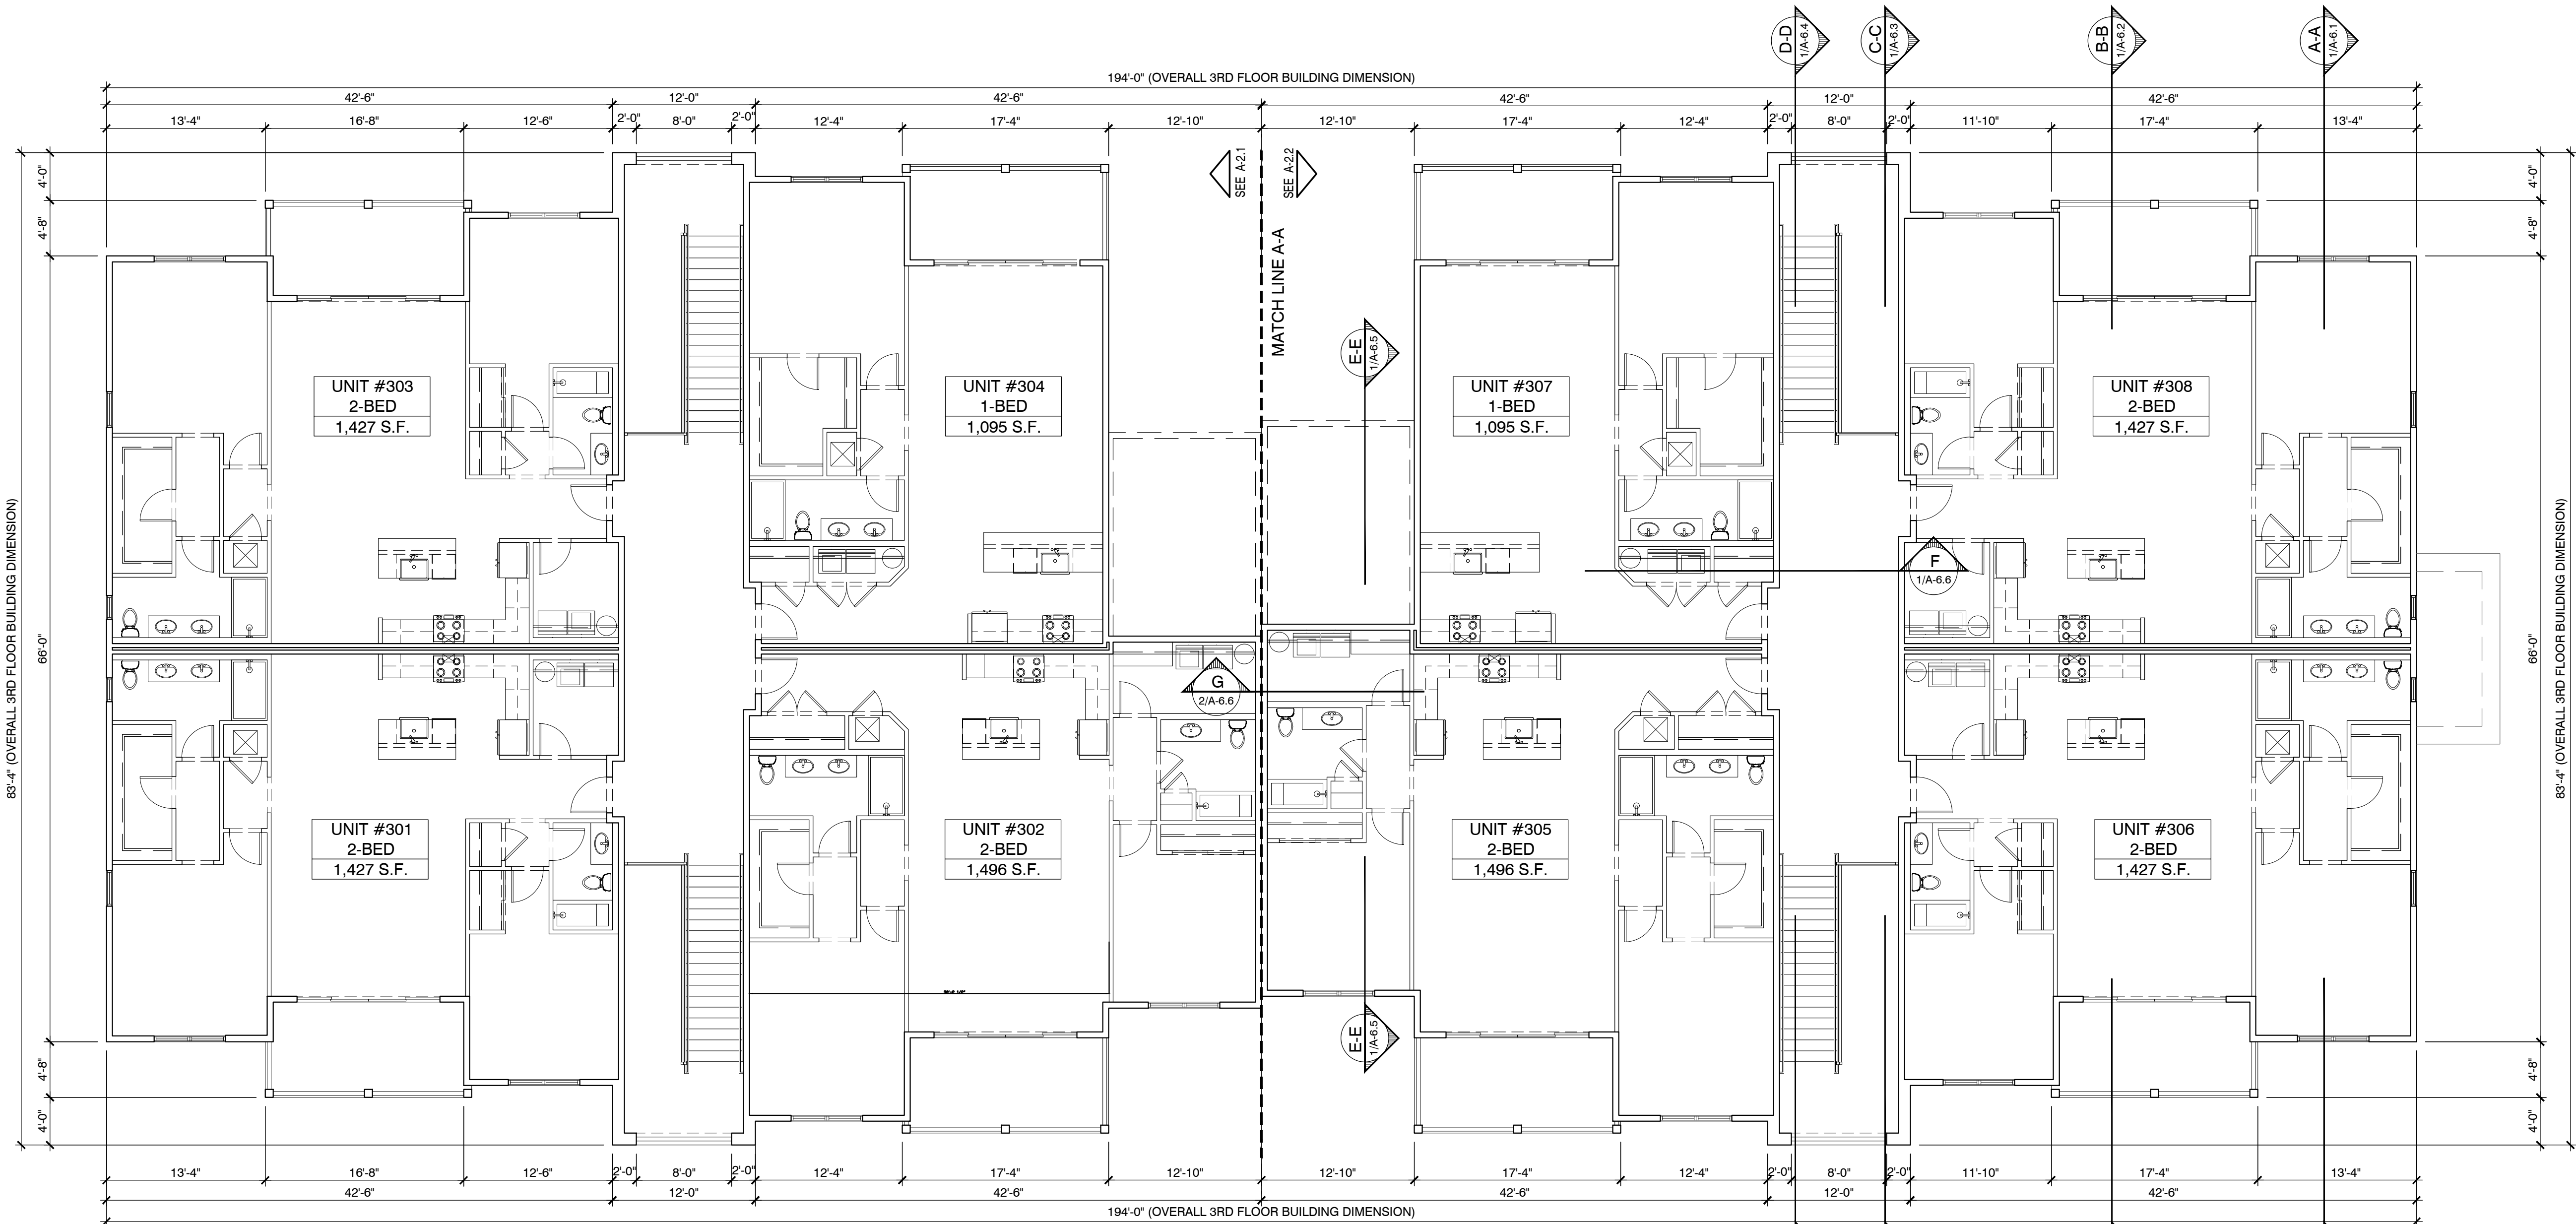 D-D
1/A-6.4
C-C
1/A-6.3
B-B
1/A-6.2
A-A
1/A-6.1
194'-0" (OVERALL 3RD FLOOR BUILDING DIMENSION)
42'-6" 12'-0" 42'-6" 42'-6" 12'-0" 42'-6"
13'-4" 16'-8" 12'-6" 2'-0" 8'-0" 2'-0" 12'-4" 17'-4" 12'-10" 12'-10" 17'-4" 12'-4" 2'-0" 8'-0" 2'-0" 11'-10" 17'-4" 13'-4"
4'-0"
4'-8"
66'-0"
4'-8"
4'-0"
83'-4" (OVERALL 3RD FLOOR BUILDING DIMENSION)
SEE A-2.1
SEE A-2.2
MATCH LINE A-A
E-E
1/A-6.5
UNIT #303
2-BED
1,427 S.F.
UNIT #304
1-BED
1,095 S.F.
UNIT #307
1-BED
1,095 S.F.
UNIT #308
2-BED
1,427 S.F.
F
1/A-6.6
G
2/A-6.6
UNIT #301
2-BED
1,427 S.F.
UNIT #302
2-BED
1,496 S.F.
UNIT #305
2-BED
1,496 S.F.
UNIT #306
2-BED
1,427 S.F.
E-E
1/A-6.5
4'-0"
4'-8"
66'-0"
4'-8"
4'-0"
83'-4" (OVERALL 3RD FLOOR BUILDING DIMENSION)
13'-4" 16'-8" 12'-6" 2'-0" 8'-0" 2'-0" 12'-4" 17'-4" 12'-10" 12'-10" 17'-4" 12'-4" 2'-0" 8'-0" 2'-0" 11'-10" 17'-4" 13'-4"
42'-6" 12'-0" 42'-6" 42'-6" 12'-0" 42'-6"
194'-0" (OVERALL 3RD FLOOR BUILDING DIMENSION)